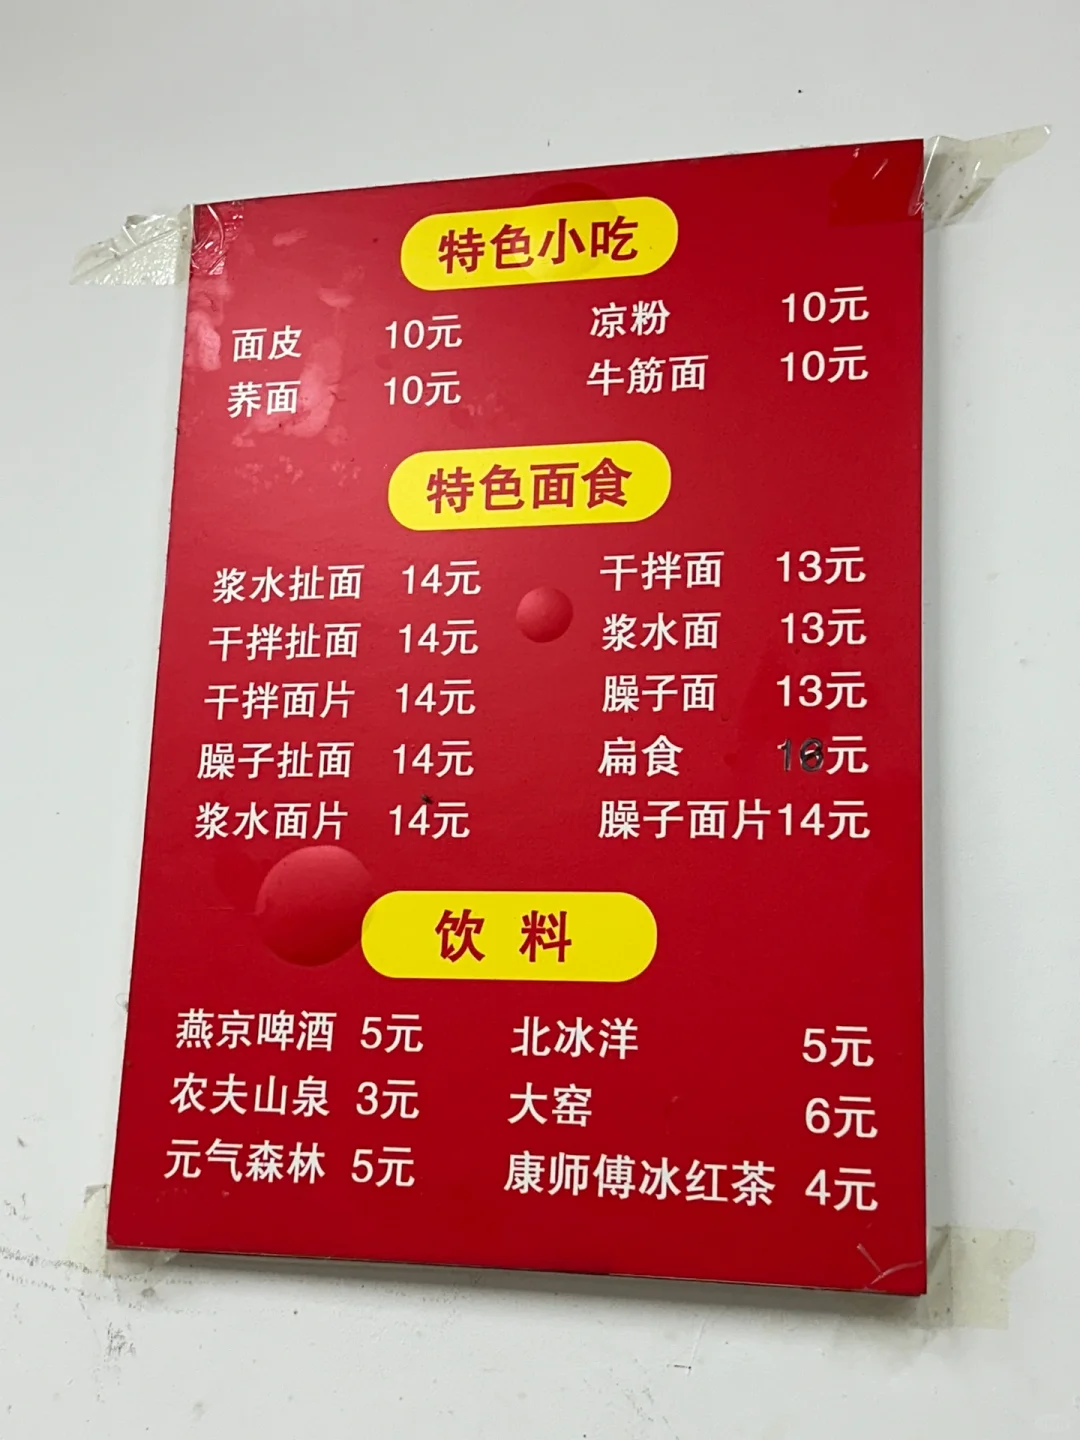 特色小吃
面皮 10元 凉粉 10元
荞面 10元 牛筋面 10元
特色面食
浆水扯面 14元 干拌面 13元
干拌扯面 14元 浆水面 13元
干拌面片 14元 臊子面 13元
臊子扯面 14元 扁食 元
浆水面片 14元 臊子面片 14元
饮料
燕京啤酒 5元 北冰洋 5元
农夫山泉 3元 大窑 6元
元气森林 5元 康师傅冰红茶 4元